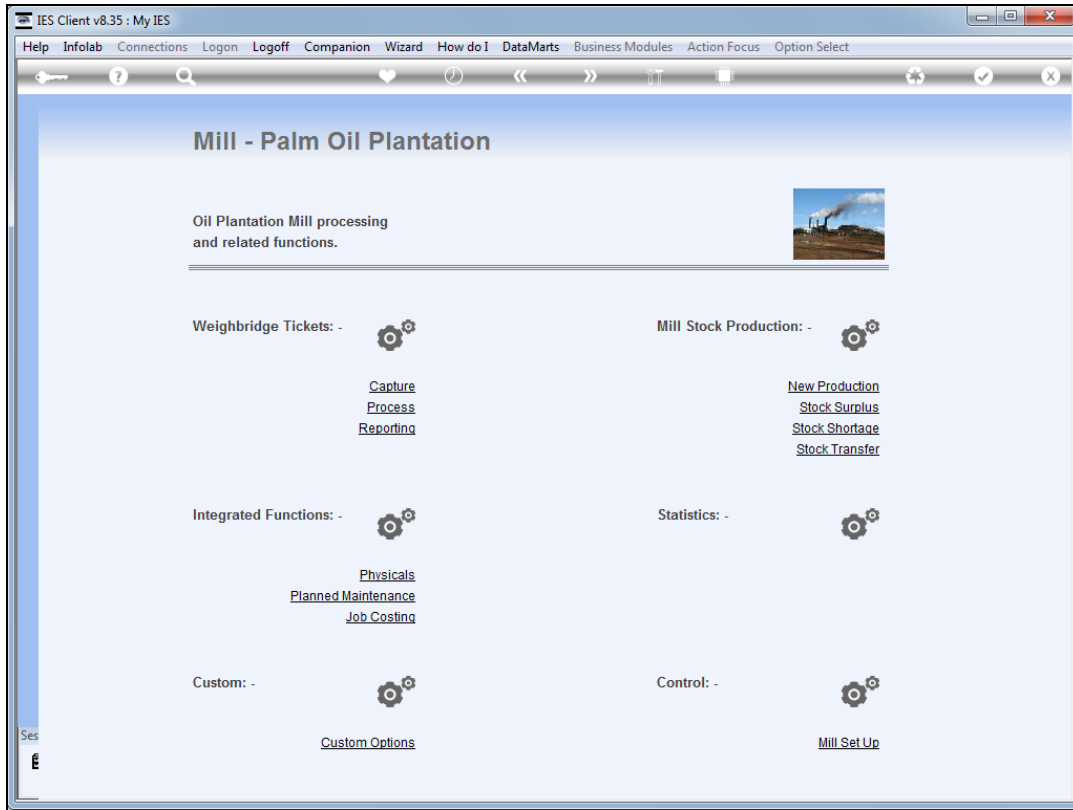 IES Client v8.35 : My IES
Help Infolab Connections Logon Logoff Companion Wizard How do I DataMarts Business Modules Action Focus Option Select
Mill - Palm Oil Plantation
Oil Plantation Mill processing
and related functions.
Weighbridge Tickets: -
Capture
Process
Reporting
Mill Stock Production: -
New Production
Stock Surplus
Stock Shortage
Stock Transfer
Integrated Functions: -
Physicals
Planned Maintenance
Job Costing
Statistics: -
Custom: -
Custom Options
Control: -
Mill Set Up
Ses